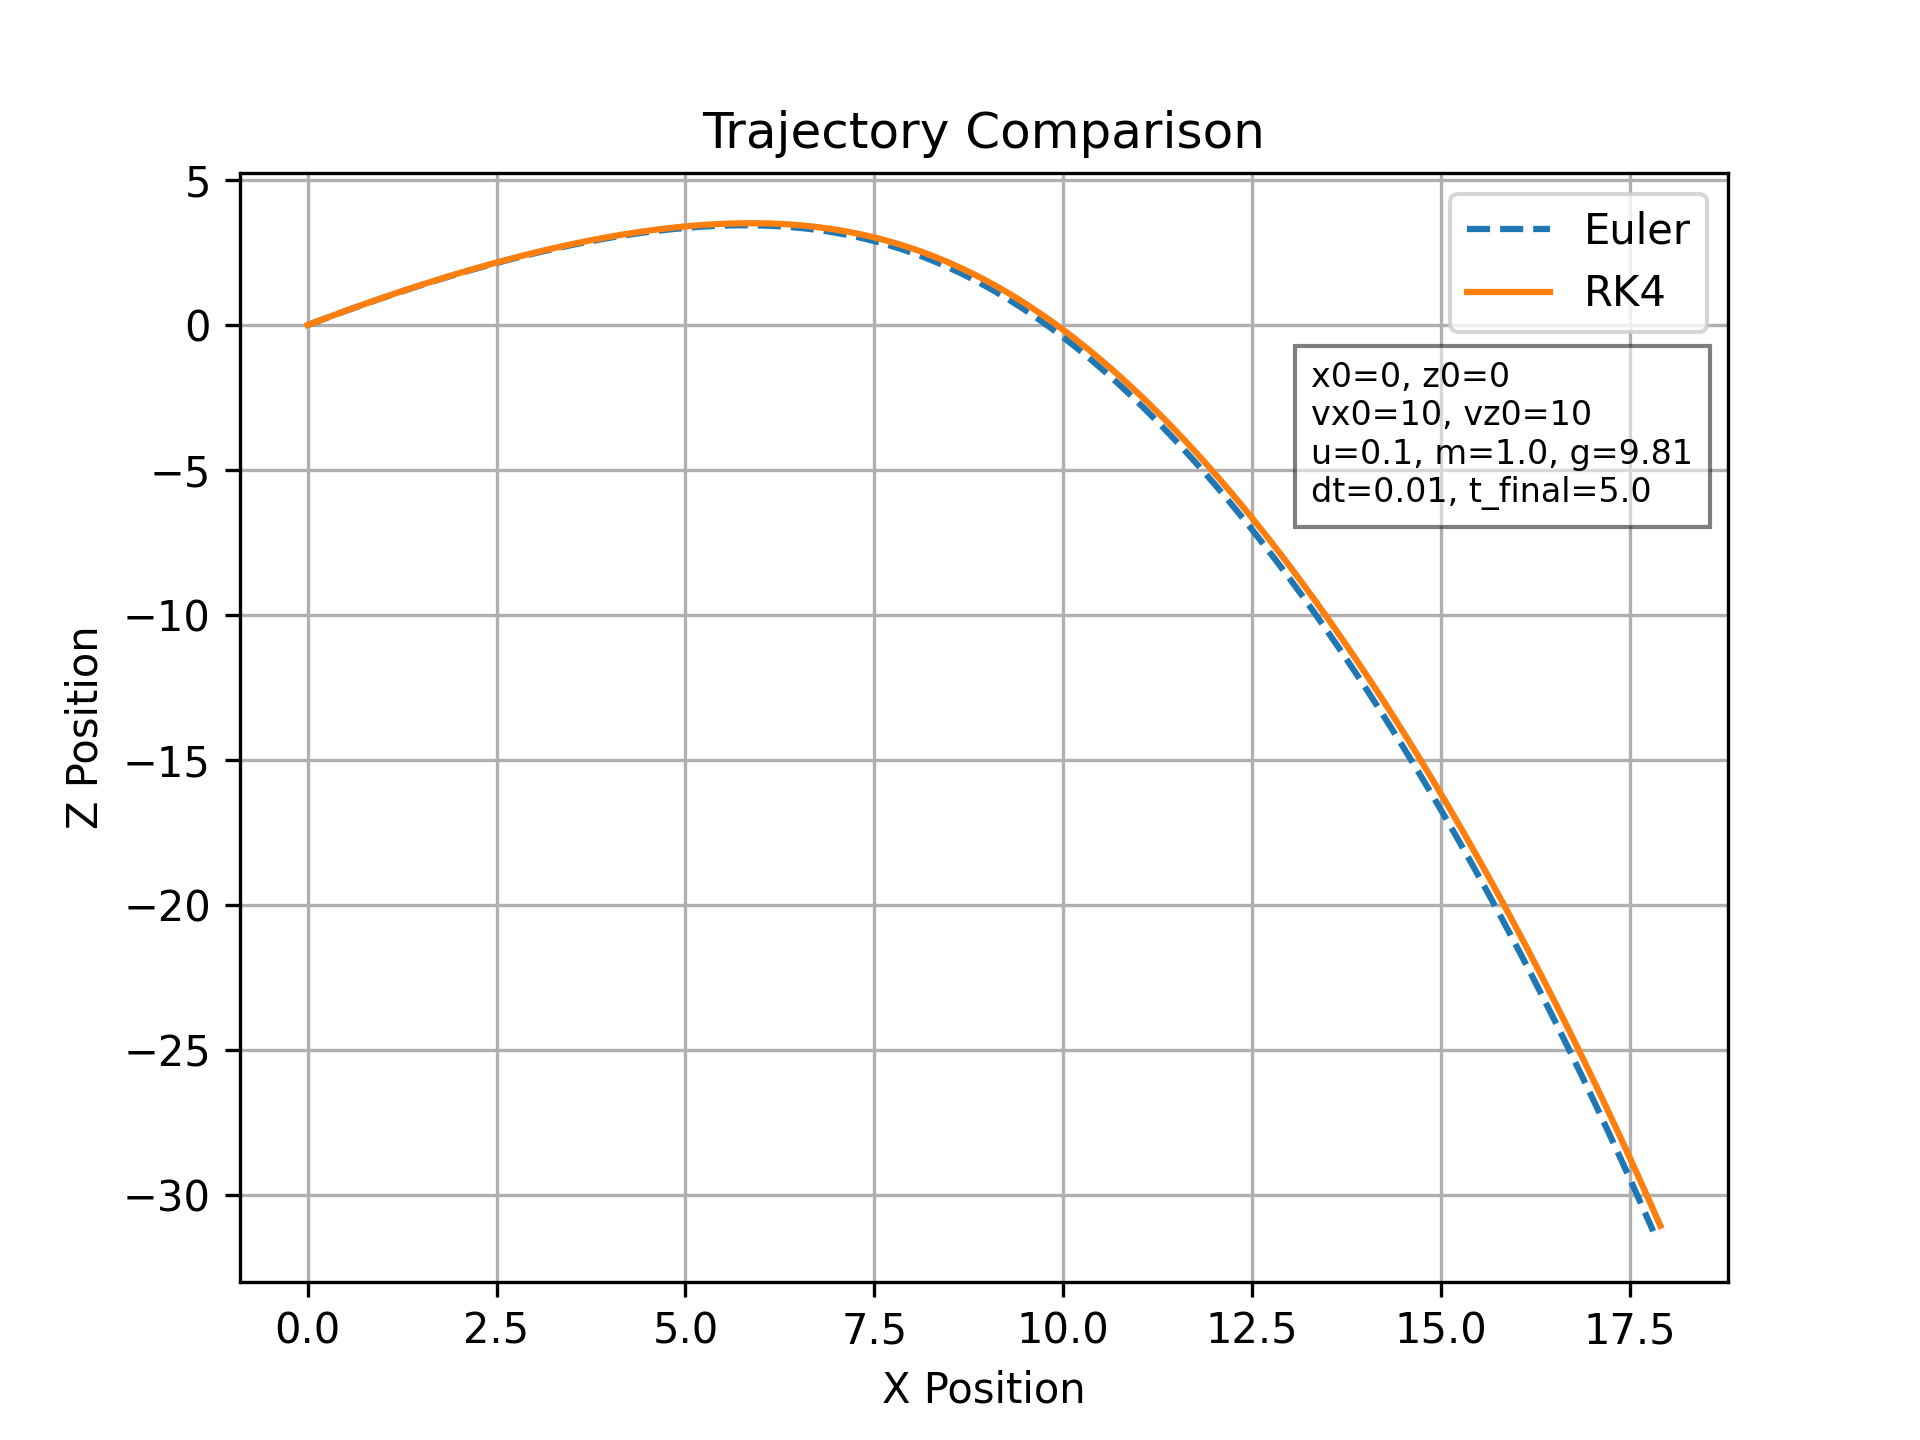 Trajectory Comparison
Euler
RK4
x0=0, z0=0
vx0=10, vz0=10
u=0.1, m=1.0, g=9.81
dt=0.01, t_final=5.0
Z Position
5
0
−5
−10
−15
−20
−25
−30
0.0 2.5 5.0 7.5 10.0 12.5 15.0 17.5
X Position